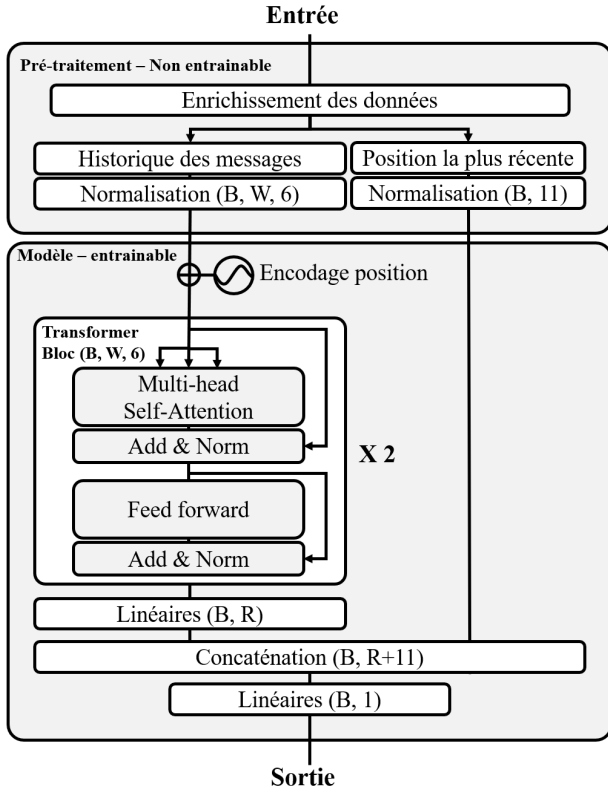 Entrée
Pré-traitement – Non entrainable
Enrichissement des données
Historique des messages
Position la plus récente
Normalisation (B, W, 6)
Normalisation (B, 11)
Modèle – entrainable
Encodage position
Transformer
Bloc (B, W, 6)
Multi-head
Self-Attention
Add & Norm
X 2
Feed forward
Add & Norm
Linéaires (B, R)
Concaténation (B, R+11)
Linéaires (B, 1)
Sortie